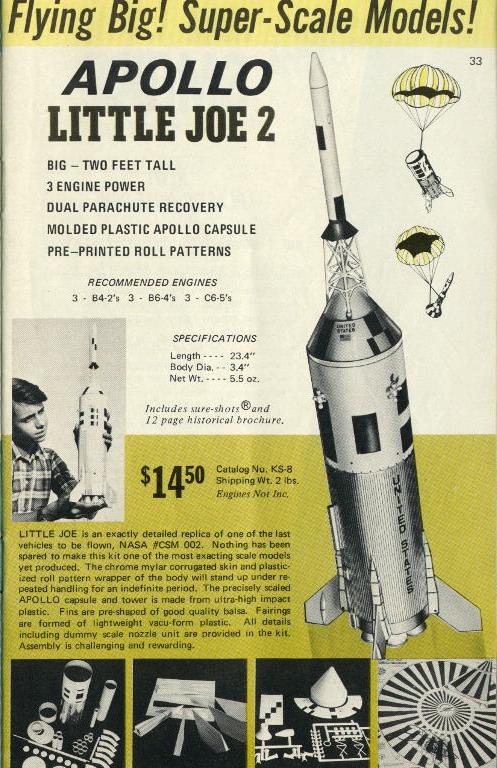 Flying Big! Super-Scale Models!
33
APOLLO
LITTLE JOE 2
BIG – TWO FEET TALL
3 ENGINE POWER
DUAL PARACHUTE RECOVERY
MOLDED PLASTIC APOLLO CAPSULE
PRE–PRINTED ROLL PATTERNS
RECOMMENDED ENGINES
3 - B4-2's 3 - B6-4's 3 - C6-5's
SPECIFICATIONS
Length - - - - 23.4"
Body Dia. - - 3.4"
Net Wt. - - - - 5.5 oz.
Includes sure-shots® and
12 page historical brochure.
$14.50
Catalog No. KS-8
Shipping Wt. 2 lbs.
Engines Not Inc.
LITTLE JOE is an exactly detailed replica of one of the last
vehicles to be flown, NASA #CSM 002. Nothing has been
spared to make this kit one of the most exacting scale models
yet produced. The chrome mylar corrugated skin and plastic-
ized roll pattern wrapper of the body will stand up under re-
peated handling for an indefinite period. The precisely scaled
APOLLO capsule and tower is made from ultra-high impact
plastic. Fins are pre-shaped of good quality balsa. Fairings
are formed of lightweight vacu-form plastic. All details
including dummy scale nozzle unit are provided in the kit.
Assembly is challenging and rewarding.
UNITED
STATES
UNITED STATES